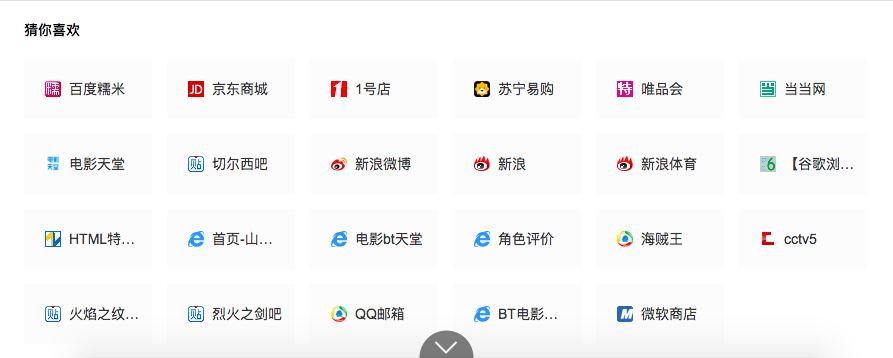 猜你喜欢
百度糯米
京东商城
1号店
苏宁易购
唯品会
当当网
电影天堂
切尔西吧
新浪微博
新浪
新浪体育
【谷歌浏…
HTML特…
首页-山…
电影bt天堂
角色评价
海贼王
cctv5
火焰之纹…
烈火之剑吧
QQ邮箱
BT电影…
微软商店